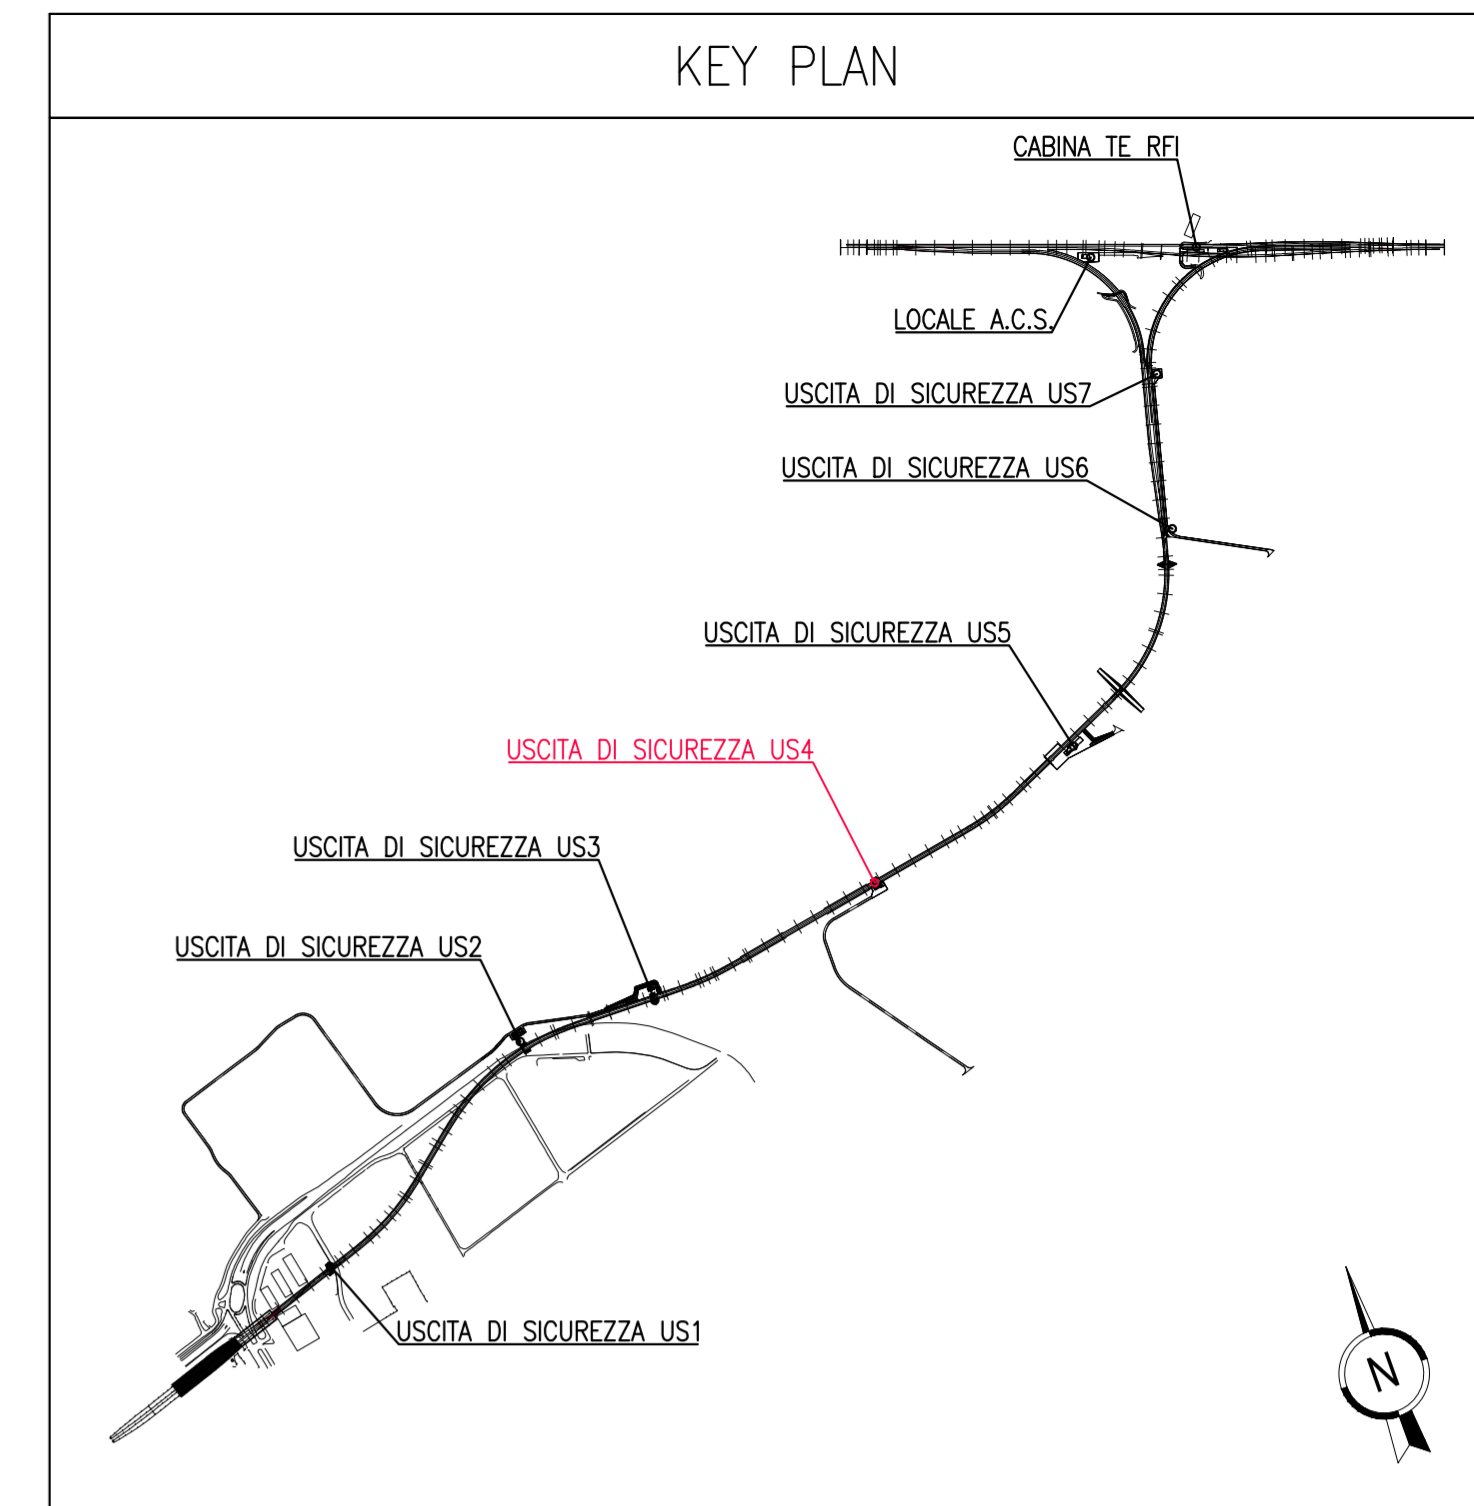 KEY PLAN
CABINA TE RFI
LOCALE A.C.S.
USCITA DI SICUREZZA US7
USCITA DI SICUREZZA US6
USCITA DI SICUREZZA US5
USCITA DI SICUREZZA US4
USCITA DI SICUREZZA US3
USCITA DI SICUREZZA US2
USCITA DI SICUREZZA US1
N